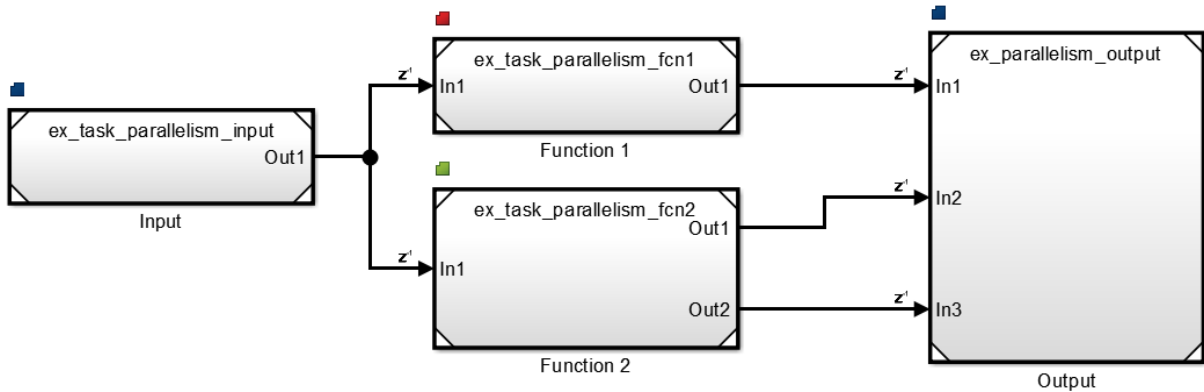 ex_task_parallelism_input
Out1
Input
z-1
In1
ex_task_parallelism_fcn1
Out1
Function 1
z-1
In1
ex_task_parallelism_fcn2
Out1
Out2
Function 2
z-1
In1
ex_parallelism_output
z-1
In2
z-1
In3
Output